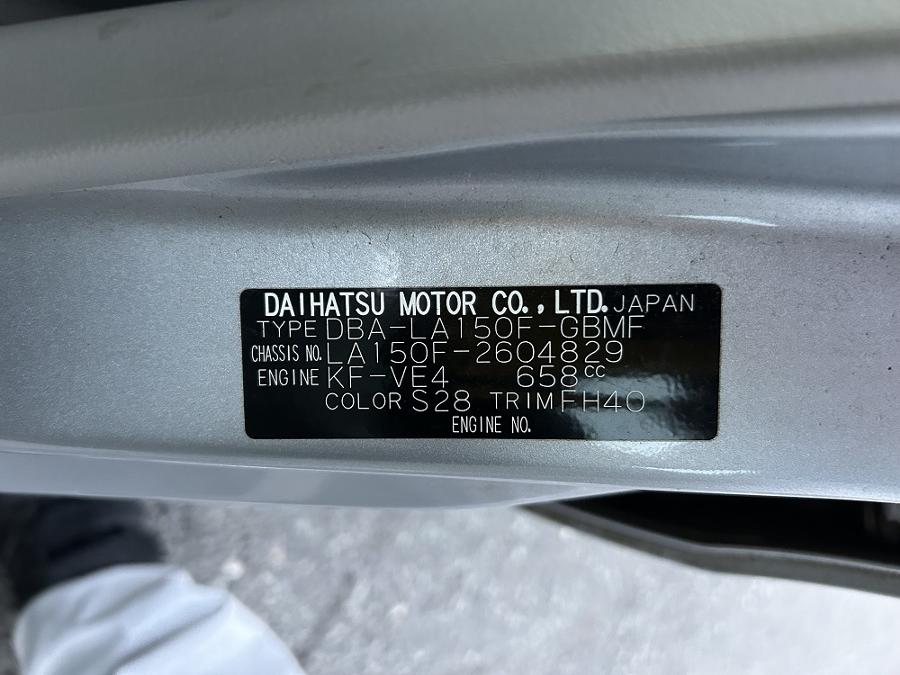 DAIHATSU MOTOR CO., LTD. JAPAN
TYPE DBA-LA150F-GBMF
CHASSIS NO. LA150F-2604829
ENGINE KF-VE4 658cc
COLOR S28 TRIM FH40
ENGINE NO.